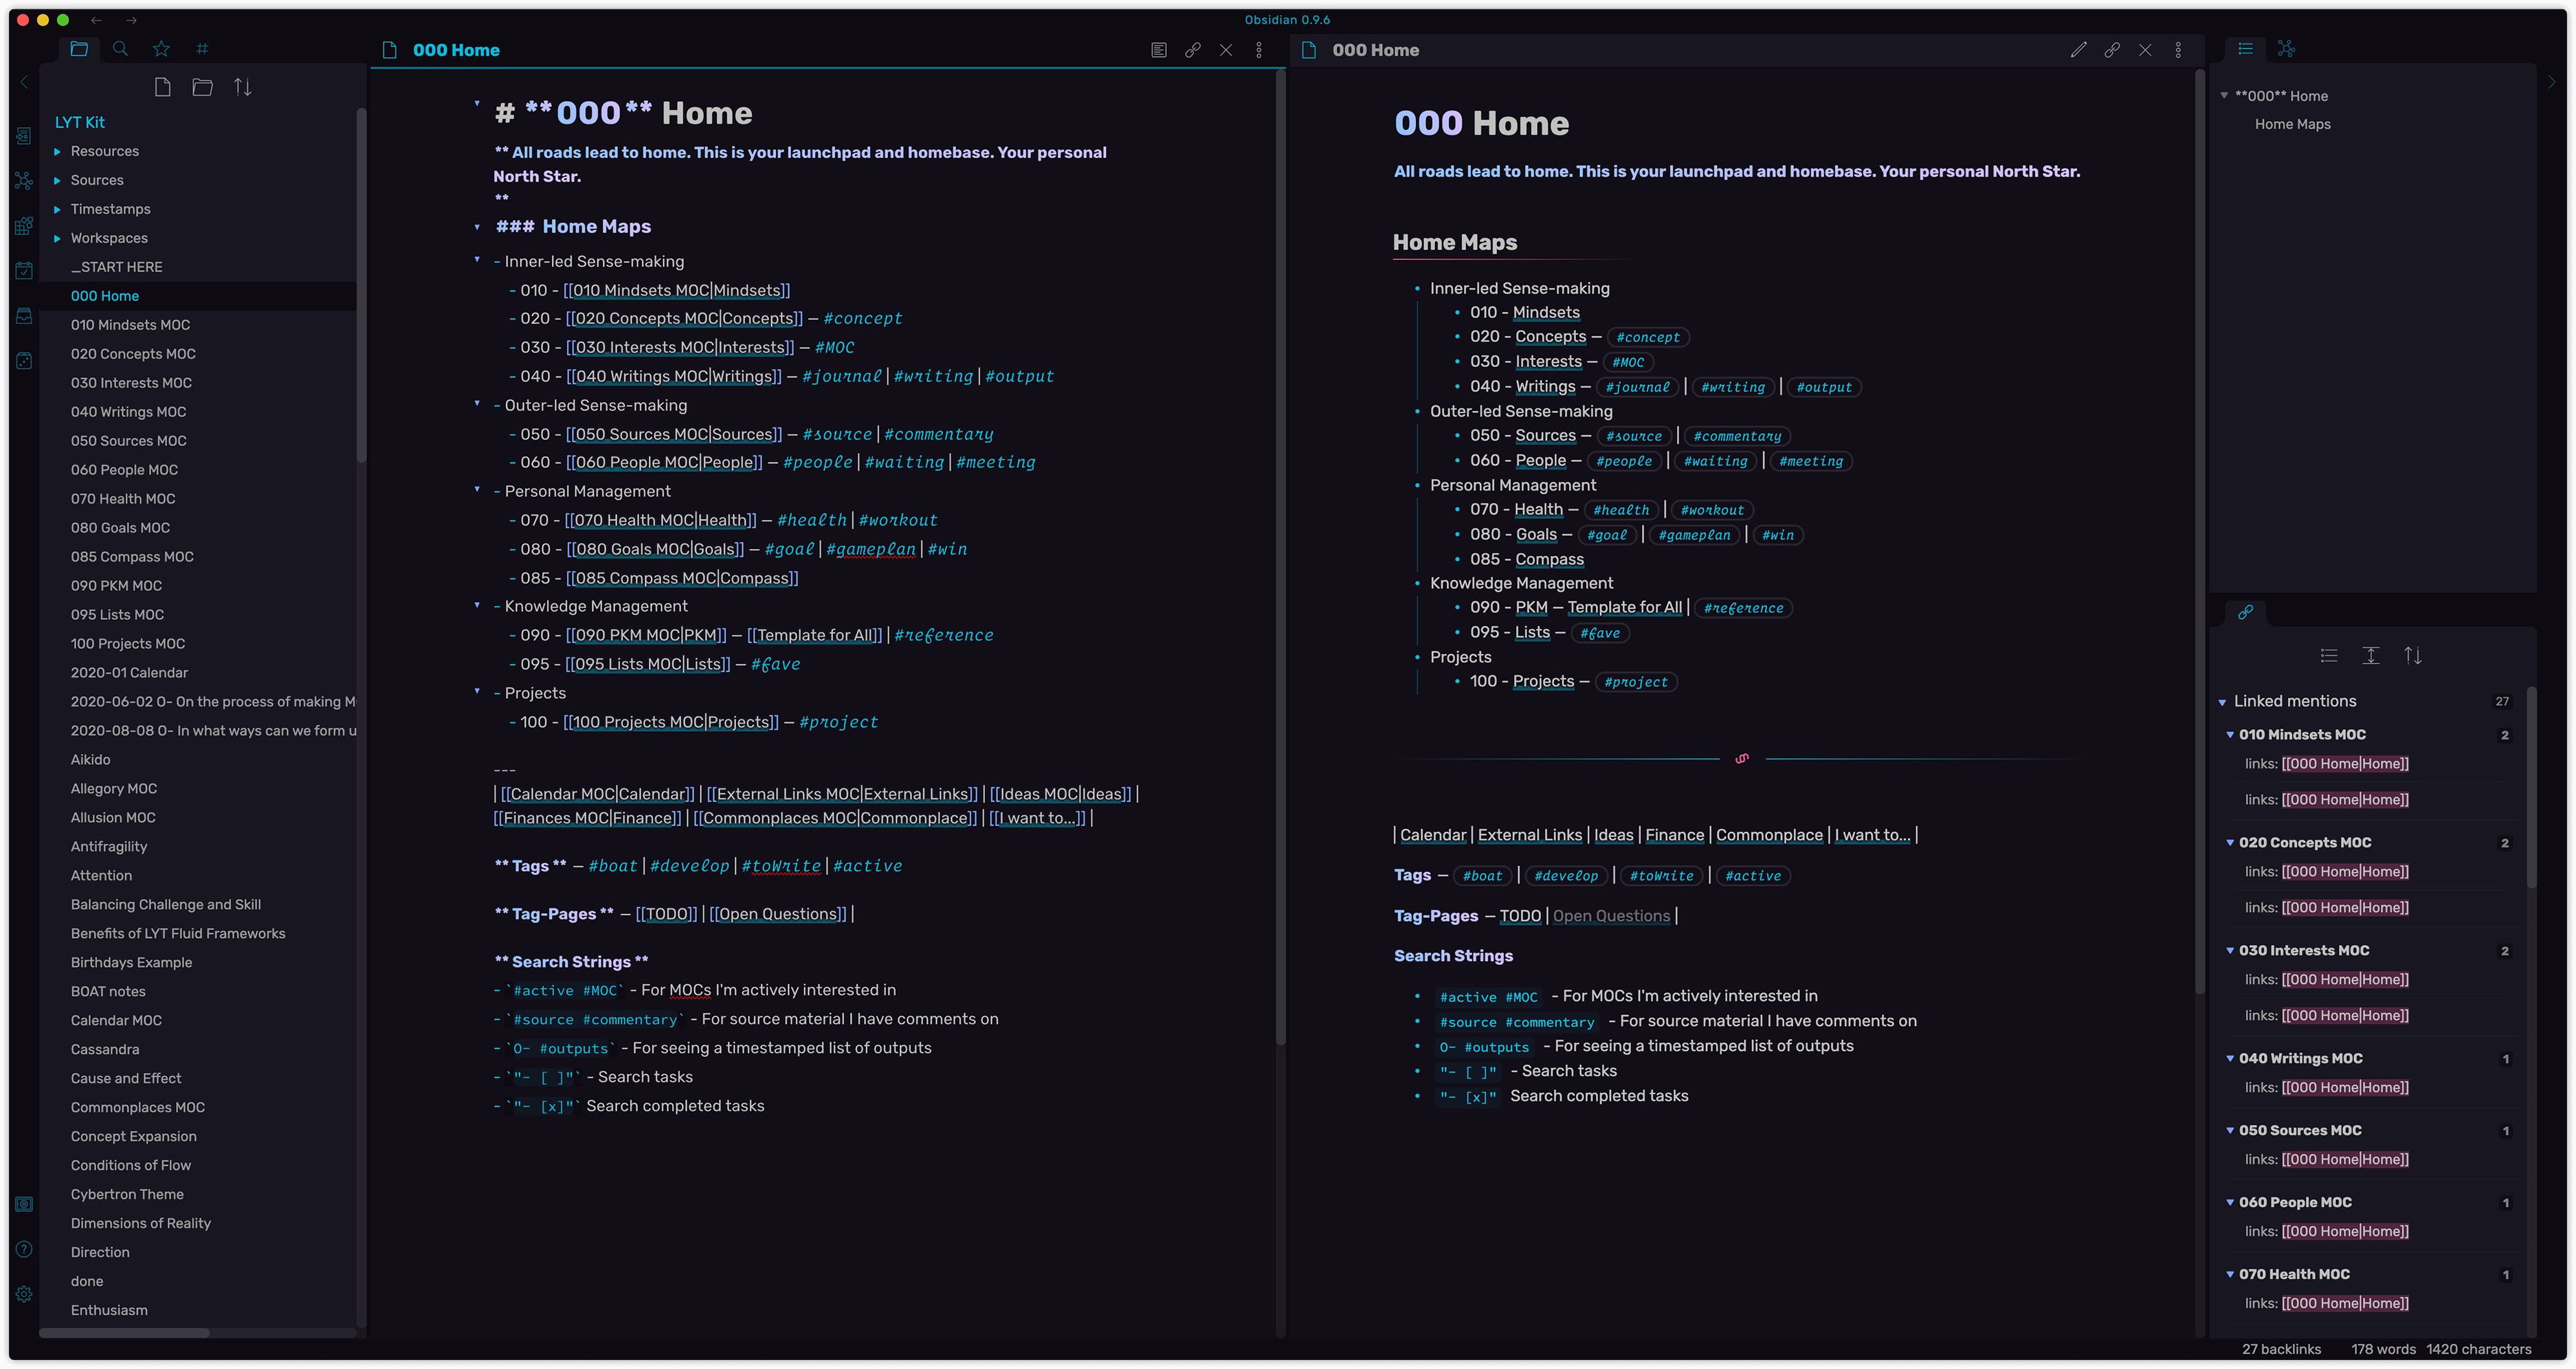 Obsidian 0.9.6
LYT Kit
Resources
Sources
Timestamps
Workspaces
_START HERE
000 Home
010 Mindsets MOC
020 Concepts MOC
030 Interests MOC
040 Writings MOC
050 Sources MOC
060 People MOC
070 Health MOC
080 Goals MOC
085 Compass MOC
090 PKM MOC
095 Lists MOC
100 Projects MOC
2020-01 Calendar
2020-06-02 O- On the process of making M
2020-08-08 O- In what ways can we form u
Aikido
Allegory MOC
Allusion MOC
Antifragility
Attention
Balancing Challenge and Skill
Benefits of LYT Fluid Frameworks
Birthdays Example
BOAT notes
Calendar MOC
Cassandra
Cause and Effect
Commonplaces MOC
Concept Expansion
Conditions of Flow
Cybertron Theme
Dimensions of Reality
Direction
done
Enthusiasm
000 Home
# **000** Home
** All roads lead to home. This is your launchpad and homebase. Your personal
North Star.
**
### Home Maps
- Inner-led Sense-making
- 010 - [[010 Mindsets MOC|Mindsets]]
- 020 - [[020 Concepts MOC|Concepts]] — #concept
- 030 - [[030 Interests MOC|Interests]] — #MOC
- 040 - [[040 Writings MOC|Writings]] — #journal | #writing | #output
- Outer-led Sense-making
- 050 - [[050 Sources MOC|Sources]] — #source | #commentary
- 060 - [[060 People MOC|People]] — #people | #waiting | #meeting
- Personal Management
- 070 - [[070 Health MOC|Health]] — #health | #workout
- 080 - [[080 Goals MOC|Goals]] — #goal | #gameplan | #win
- 085 - [[085 Compass MOC|Compass]]
- Knowledge Management
- 090 - [[090 PKM MOC|PKM]] — [[Template for All]] | #reference
- 095 - [[095 Lists MOC|Lists]] — #fave
- Projects
- 100 - [[100 Projects MOC|Projects]] — #project
---
| [[Calendar MOC|Calendar]] | [[External Links MOC|External Links]] | [[Ideas MOC|Ideas]] |
[[Finances MOC|Finance]] | [[Commonplaces MOC|Commonplace]] | [[I want to...]] |
** Tags ** — #boat | #develop | #toWrite | #active
** Tag-Pages ** — [[TODO]] | [[Open Questions]] |
** Search Strings **
- `#active #MOC` - For MOCs I'm actively interested in
- `#source #commentary` - For source material I have comments on
- `O- #outputs` - For seeing a timestamped list of outputs
- `"- [ ]"` - Search tasks
- `"- [x]"` Search completed tasks
000 Home
000 Home
All roads lead to home. This is your launchpad and homebase. Your personal North Star.
Home Maps
• Inner-led Sense-making
• 010 - Mindsets
• 020 - Concepts — #concept
• 030 - Interests — #MOC
• 040 - Writings — #journal | #writing | #output
• Outer-led Sense-making
• 050 - Sources — #source | #commentary
• 060 - People — #people | #waiting | #meeting
• Personal Management
• 070 - Health — #health | #workout
• 080 - Goals — #goal | #gameplan | #win
• 085 - Compass
• Knowledge Management
• 090 - PKM — Template for All | #reference
• 095 - Lists — #fave
• Projects
• 100 - Projects — #project
| Calendar | External Links | Ideas | Finance | Commonplace | I want to... |
Tags — #boat | #develop | #toWrite | #active
Tag-Pages — TODO | Open Questions |
Search Strings
• #active #MOC - For MOCs I'm actively interested in
• #source #commentary - For source material I have comments on
• O- #outputs - For seeing a timestamped list of outputs
• "- [ ]" - Search tasks
• "- [x]" Search completed tasks
**000** Home
Home Maps
Linked mentions 27
010 Mindsets MOC 2
links: [[000 Home|Home]]
links: [[000 Home|Home]]
020 Concepts MOC 2
links: [[000 Home|Home]]
links: [[000 Home|Home]]
030 Interests MOC 2
links: [[000 Home|Home]]
links: [[000 Home|Home]]
040 Writings MOC 1
links: [[000 Home|Home]]
050 Sources MOC 1
links: [[000 Home|Home]]
060 People MOC 1
links: [[000 Home|Home]]
070 Health MOC 1
links: [[000 Home|Home]]
27 backlinks 178 words 1420 characters